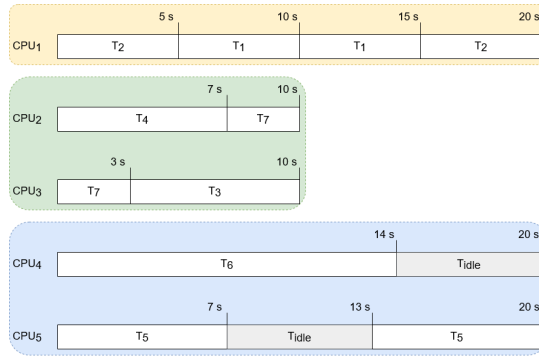 5 s 10 s 15 s 20 s
CPU1 T2 T1 T1 T2
7 s 10 s
CPU2 T4 T7
3 s 10 s
CPU3 T7 T3
14 s 20 s
CPU4 T6 Tidle
7 s 13 s 20 s
CPU5 T5 Tidle T5